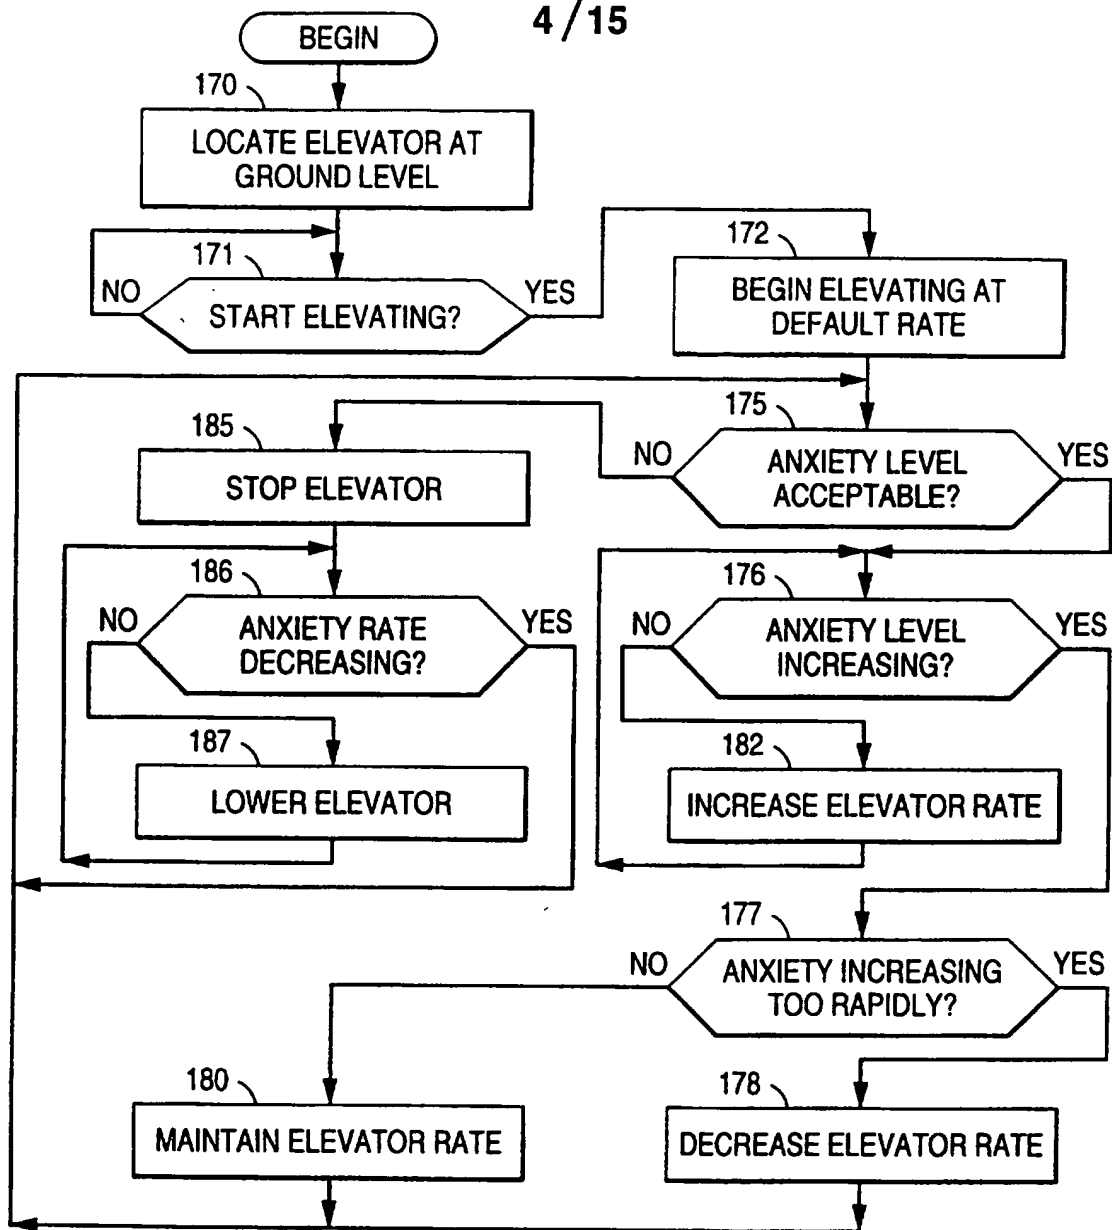 4/15
BEGIN
170
LOCATE ELEVATOR AT
GROUND LEVEL
171
NO
START ELEVATING?
YES
172
BEGIN ELEVATING AT
DEFAULT RATE
175
NO
ANXIETY LEVEL
ACCEPTABLE?
YES
185
STOP ELEVATOR
186
NO
ANXIETY RATE
DECREASING?
YES
176
NO
ANXIETY LEVEL
INCREASING?
YES
187
LOWER ELEVATOR
182
INCREASE ELEVATOR RATE
177
NO
ANXIETY INCREASING
TOO RAPIDLY?
YES
180
MAINTAIN ELEVATOR RATE
178
DECREASE ELEVATOR RATE